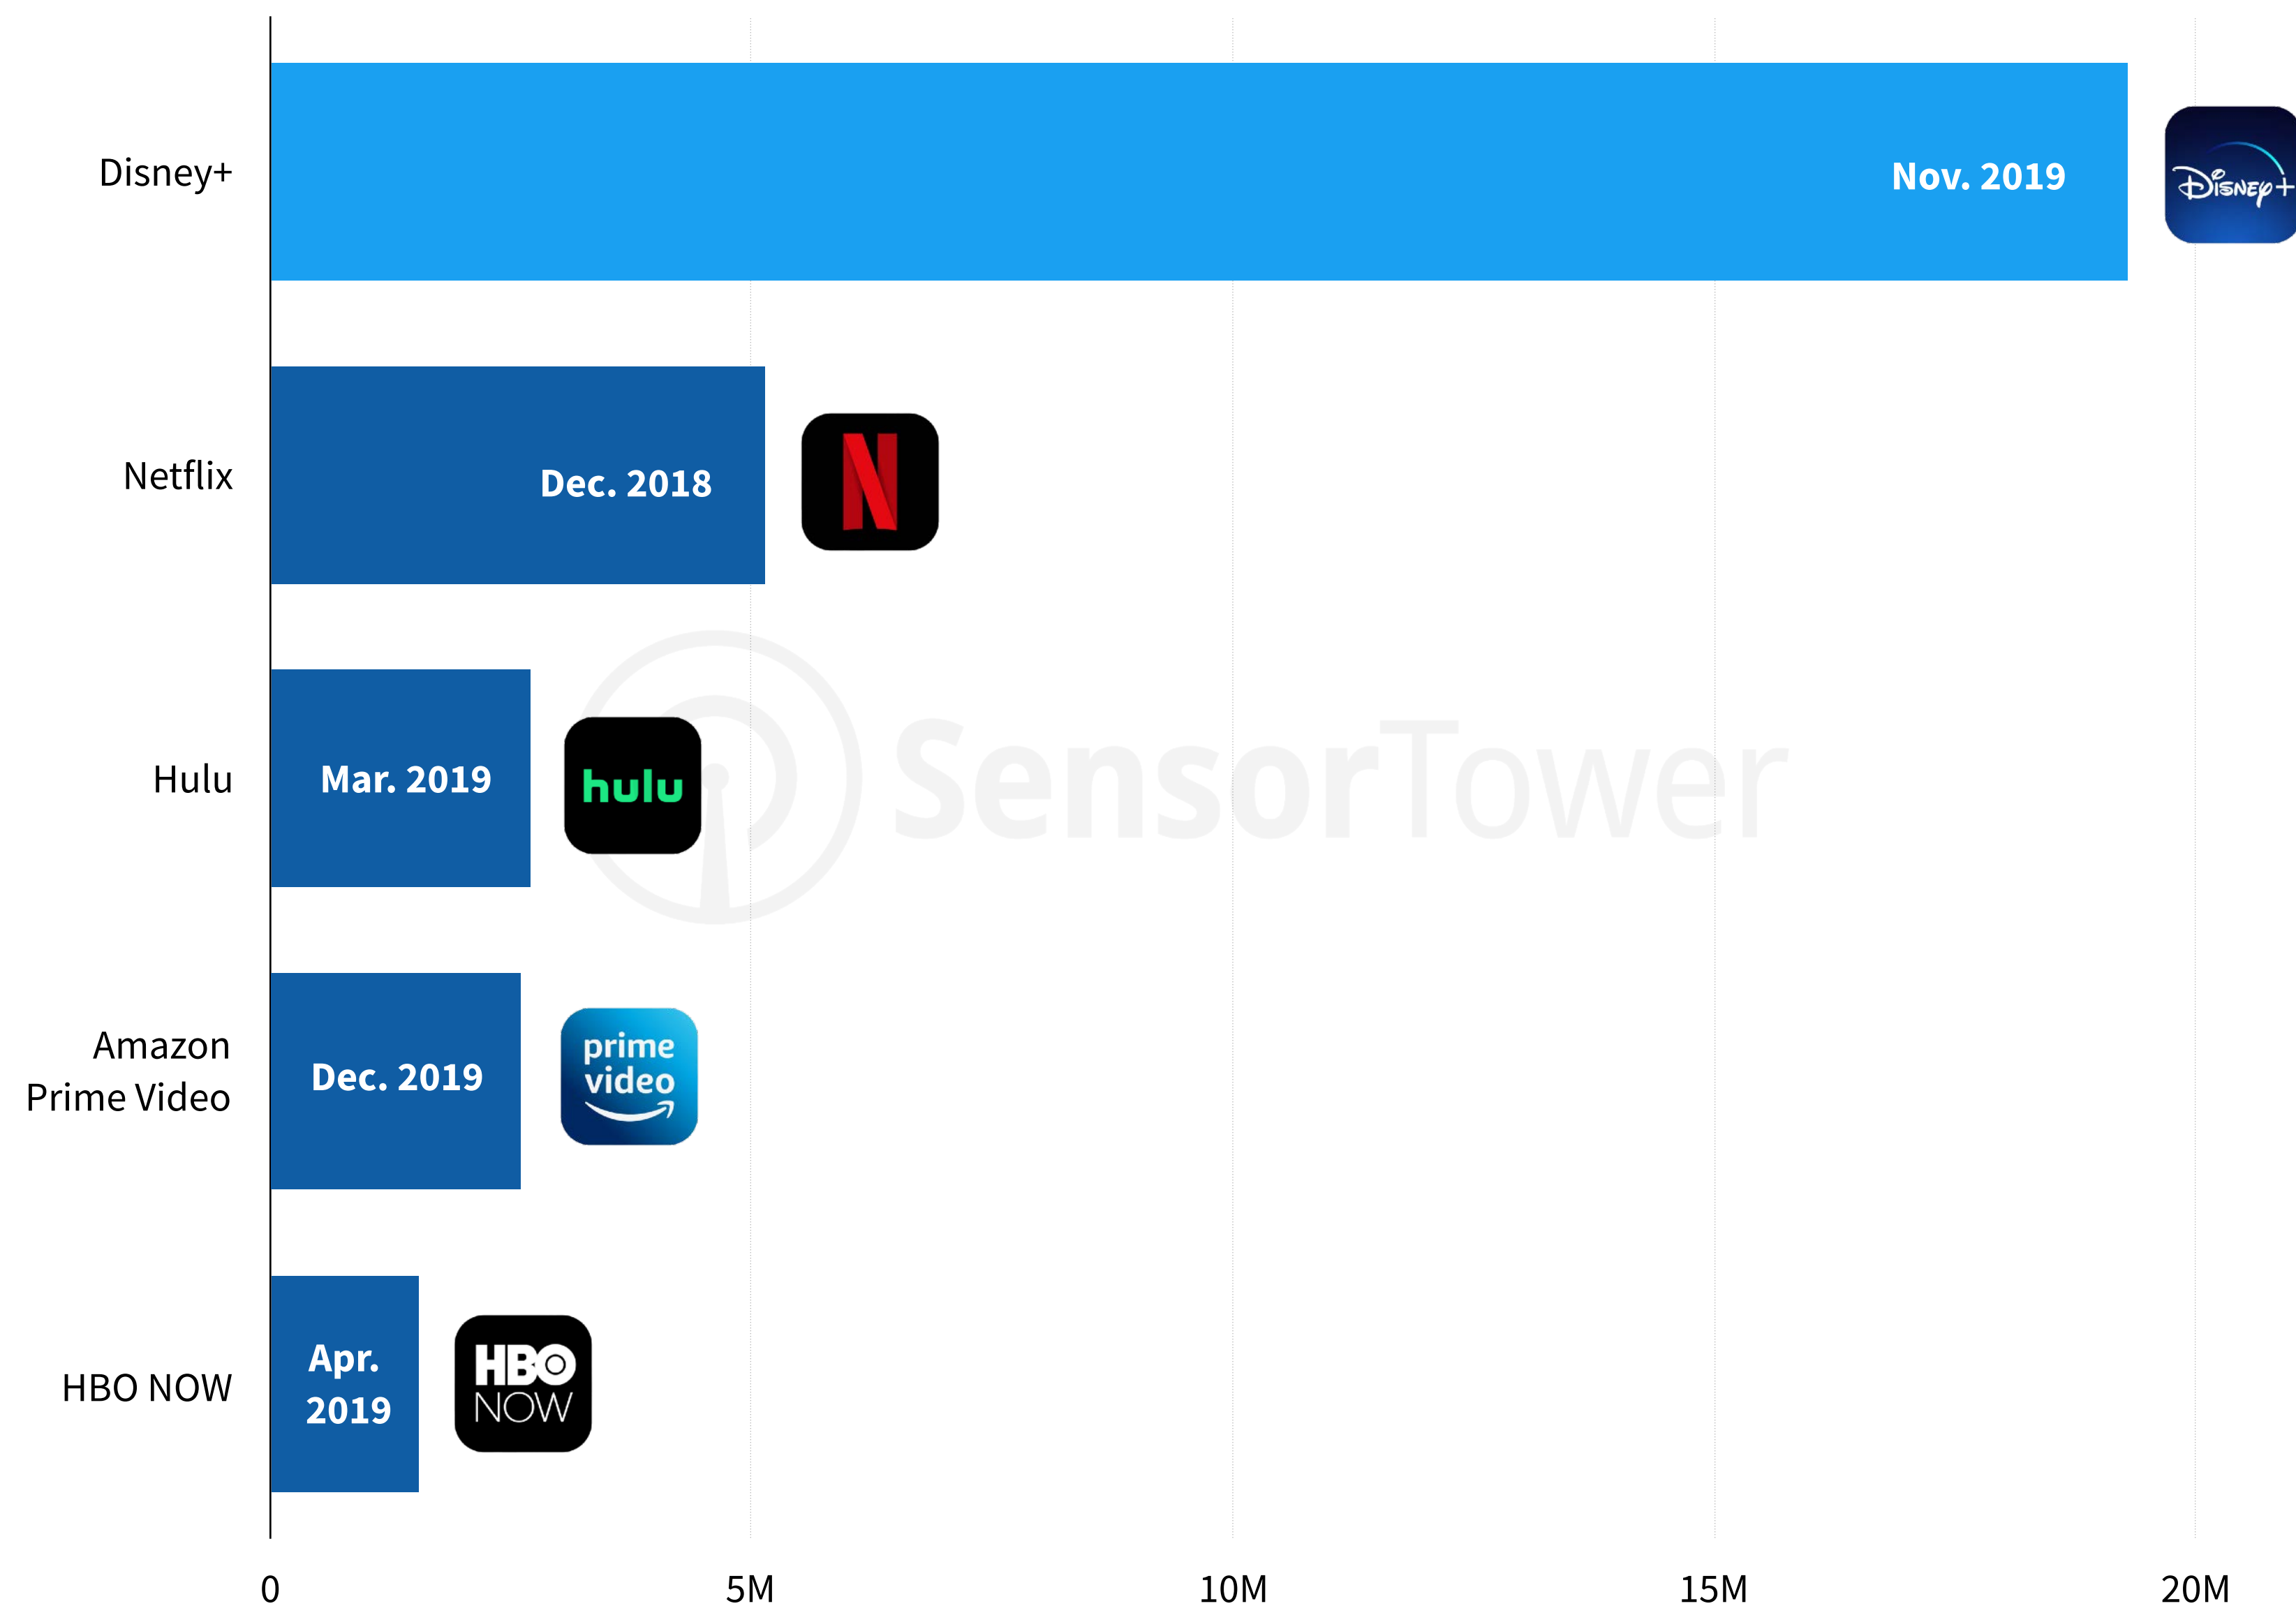 Disney+
Nov. 2019
Disney+
Netflix
Dec. 2018
N
Hulu
Mar. 2019
hulu
SensorTower
Amazon
Prime Video
Dec. 2019
prime
video
HBO NOW
Apr.
2019
HBO
NOW
0 5M 10M 15M 20M